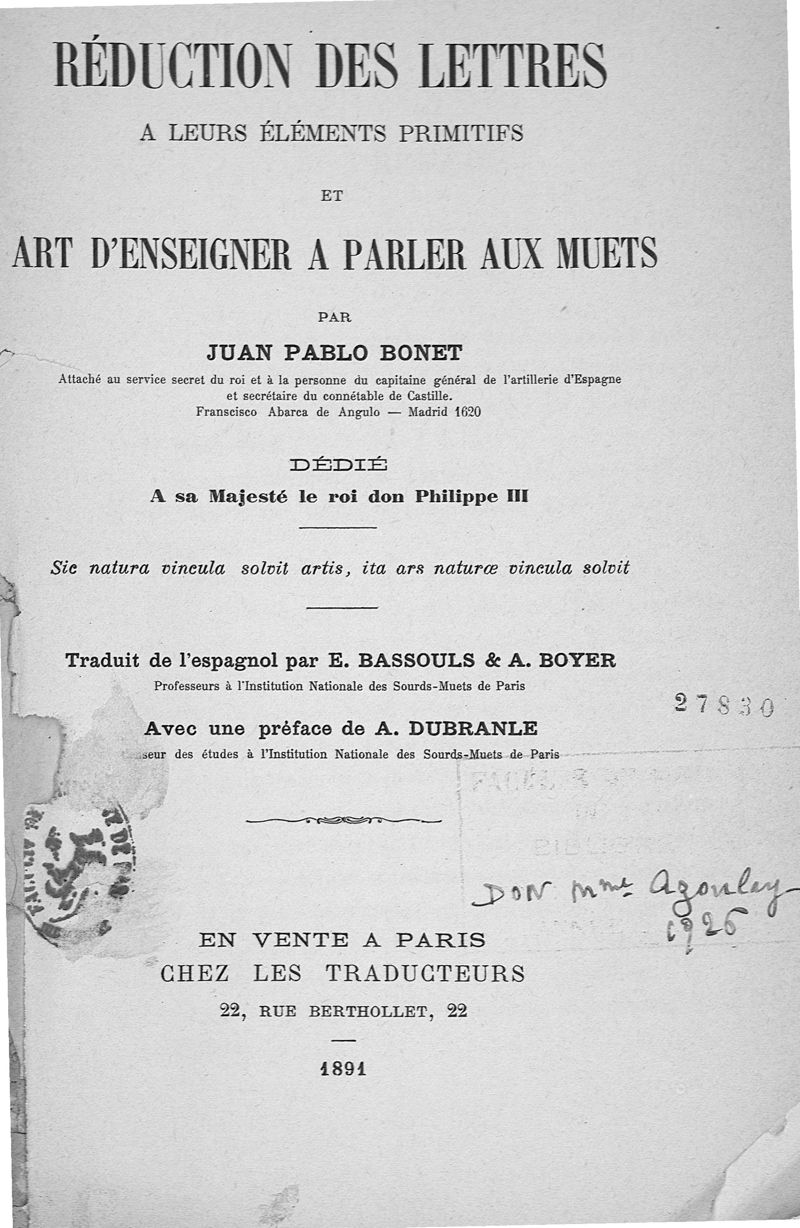 RÉDUCTION DES LETTRES
A LEURS ÉLÉMENTS PRIMITIFS
ET
ART D'ENSEIGNER A PARLER AUX MUETS
PAR
JUAN PABLO BONET
Attaché au service secret du roi et à la personne du capitaine général de l'artillerie d'Espagne
et secrétaire du connétable de Castille.
Franscisco Abarca de Angulo — Madrid 1620
DÉDIÉ
A sa Majesté le roi don Philippe III
Sic natura vincula solvit artis, ita ars naturœ vincula solvit
Traduit de l'espagnol par E. BASSOULS & A. BOYER
Professeurs à l'Institution Nationale des Sourds-Muets de Paris
27830
Avec une préface de A. DUBRANLE
seur des études à l'Institution Nationale des Sourds-Muets de Paris
DON Mme Azoulay
1926
EN VENTE A PARIS
CHEZ LES TRADUCTEURS
22, RUE BERTHOLLET, 22
1891